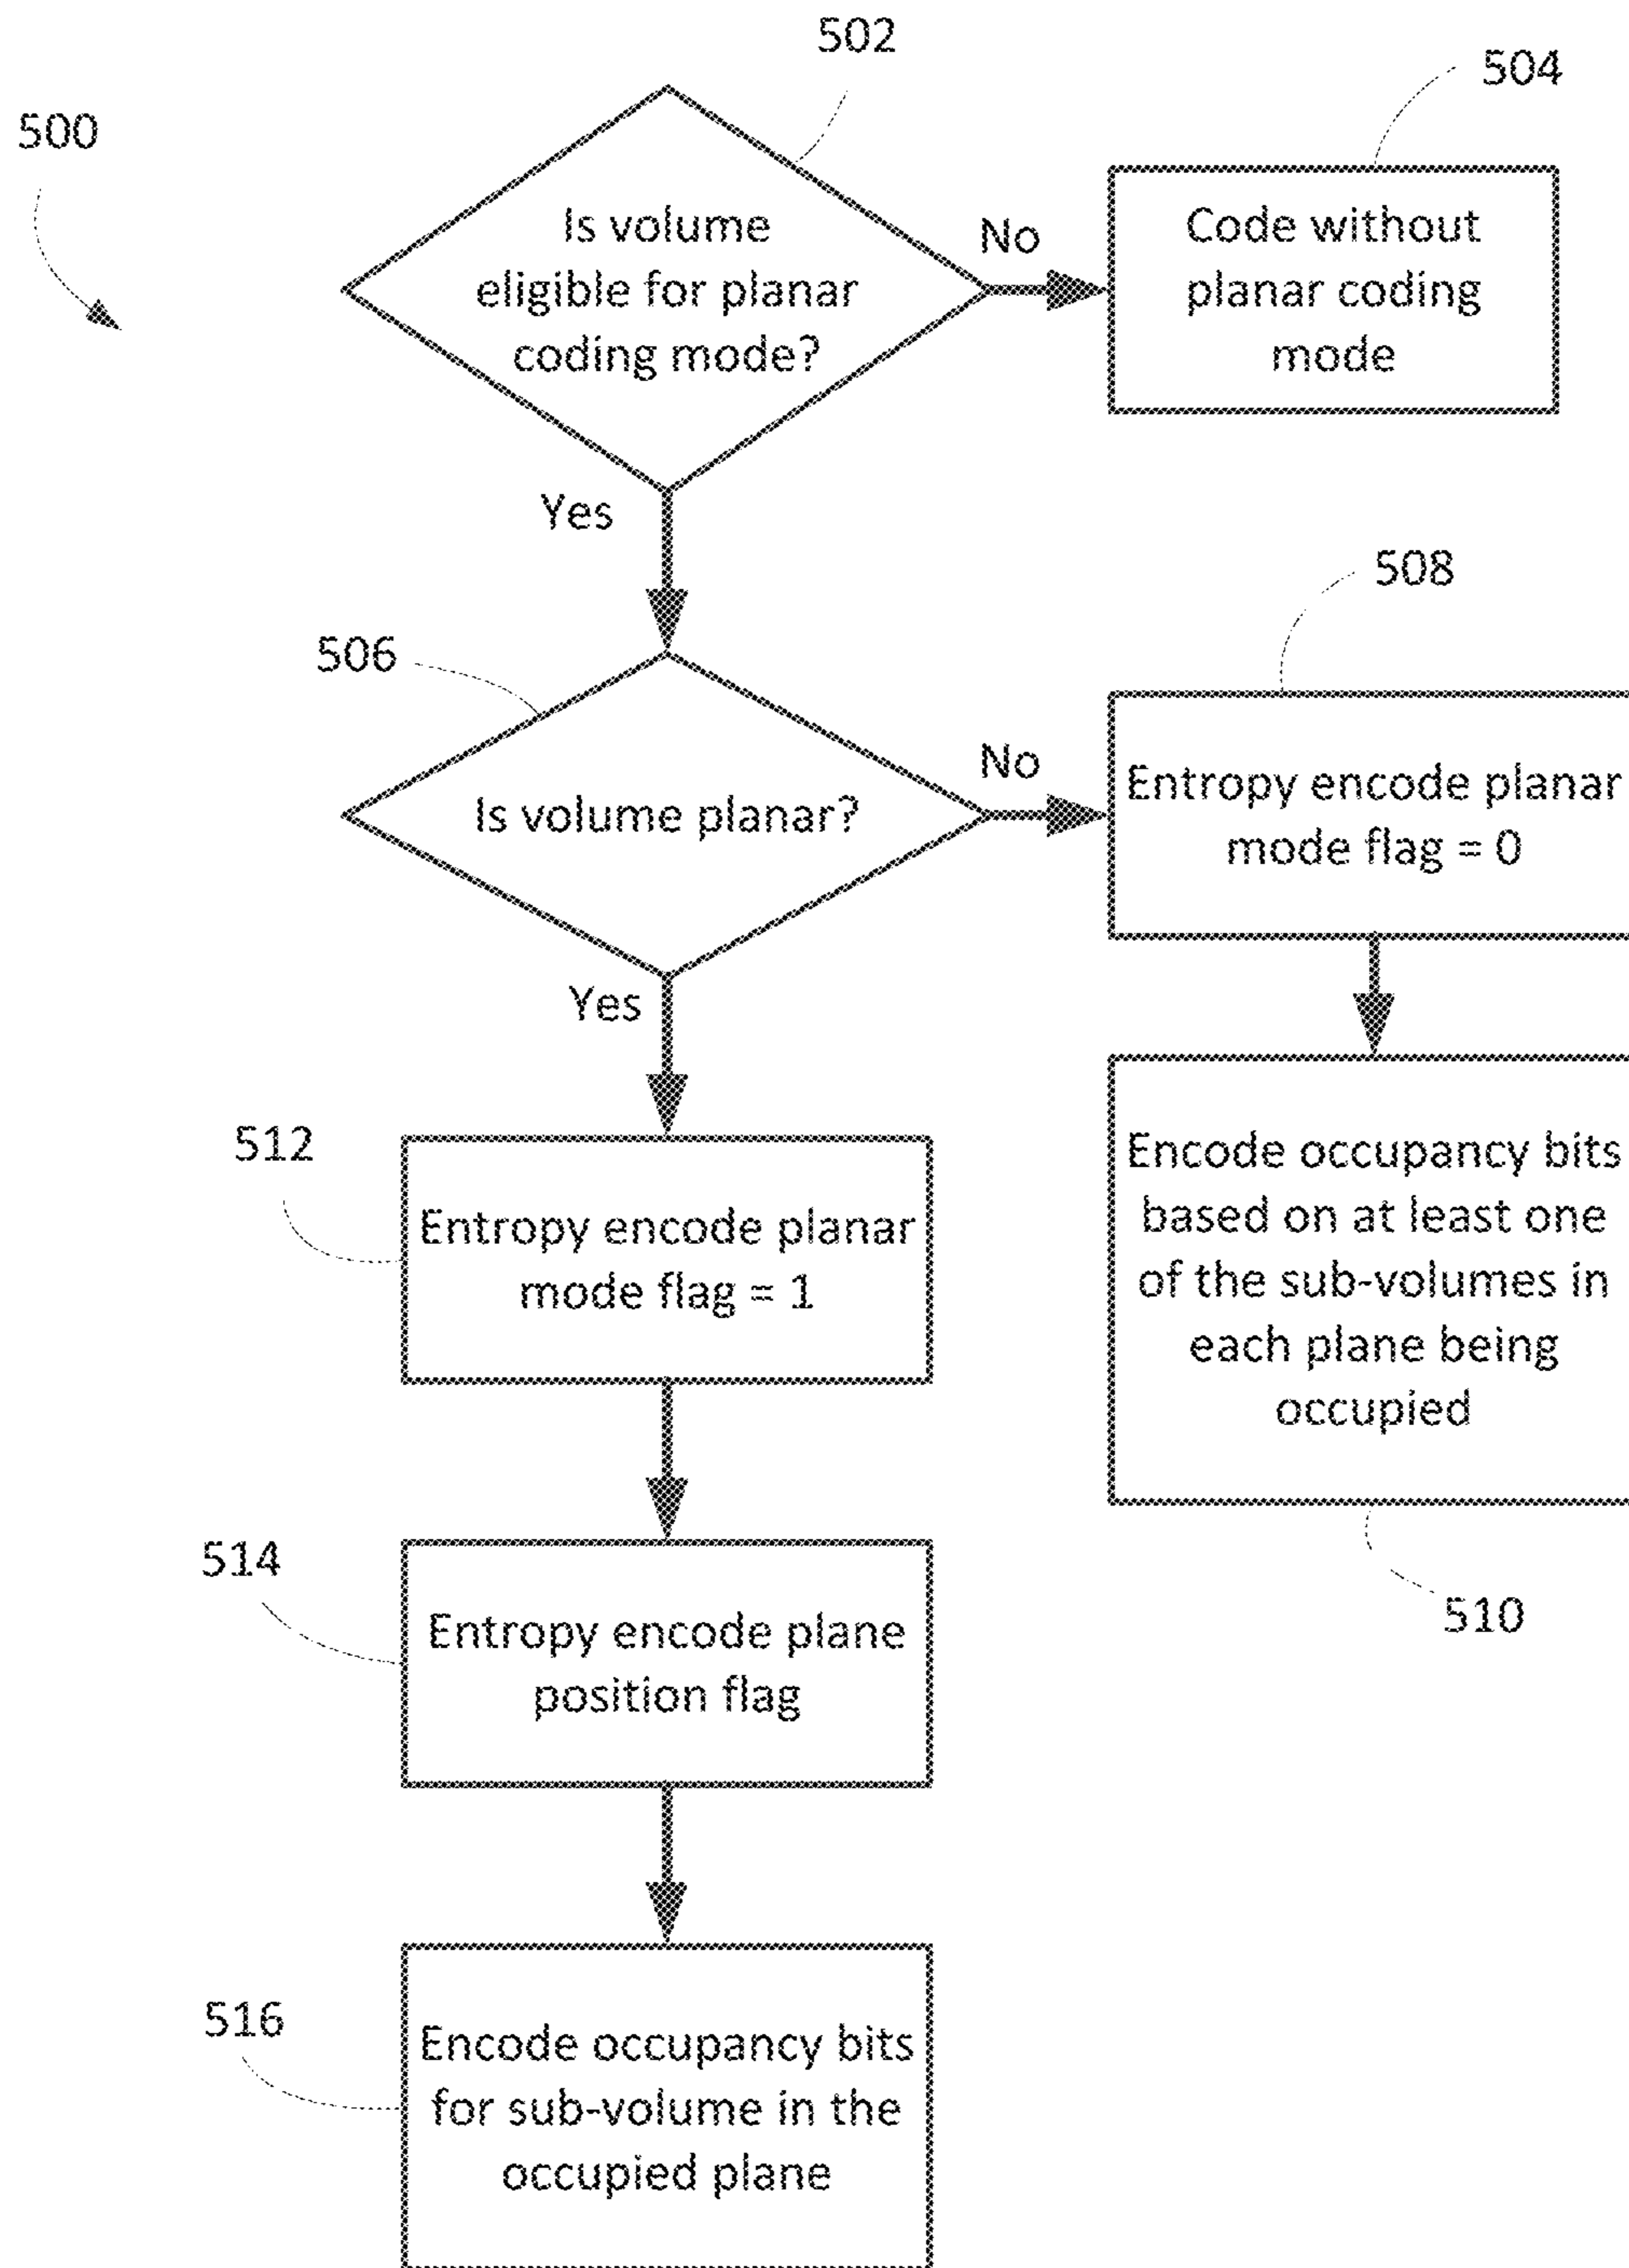 502
504
500
Is volume
eligible for planar
coding mode?
No
Code without
planar coding
mode
Yes
508
506
Is volume planar?
No
Entropy encode planar
mode flag = 0
Yes
512
Entropy encode planar
mode flag = 1
Encode occupancy bits
based on at least one
of the sub-volumes in
each plane being
occupied
514
510
Entropy encode plane
position flag
516
Encode occupancy bits
for sub-volume in the
occupied plane